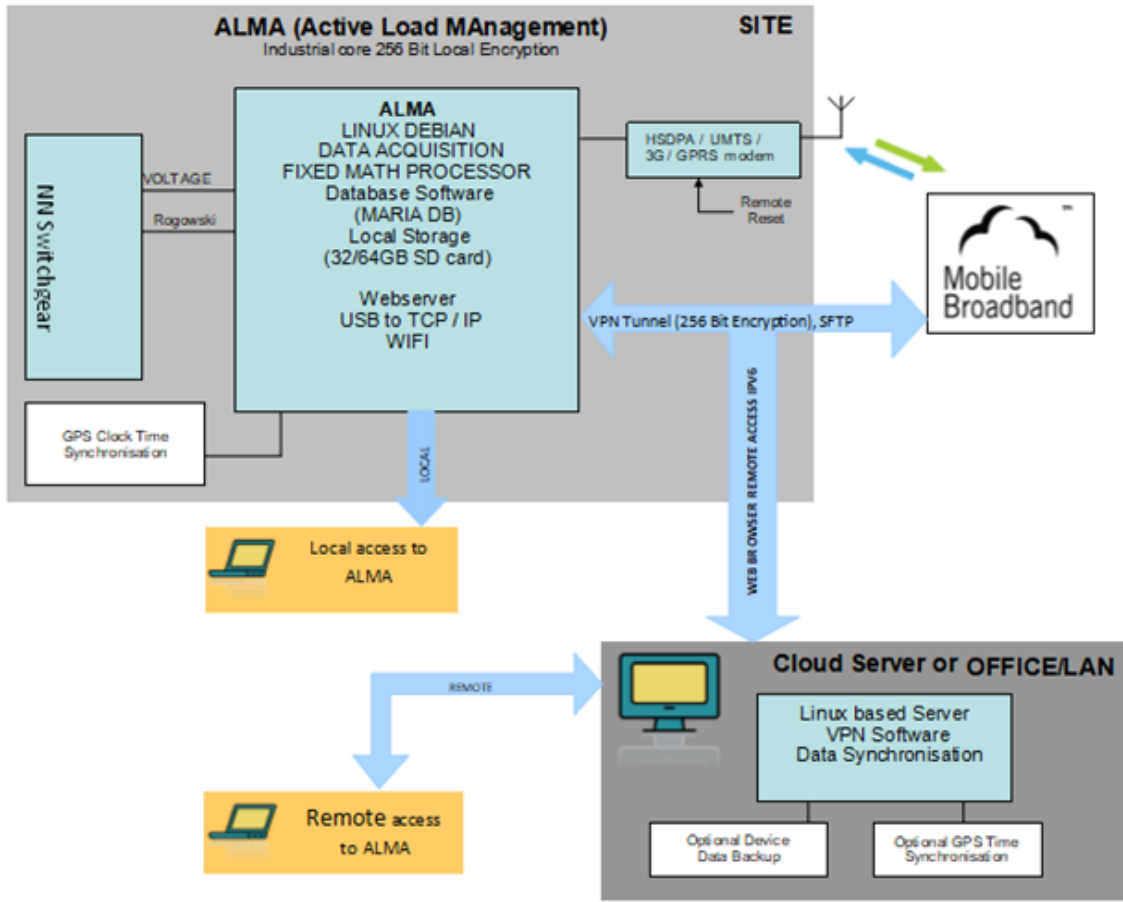 ALMA (Active Load MAnagement)
SITE
Industrial core 256 Bit Local Encryption
ALMA
LINUX DEBIAN
DATA ACQUISITION
FIXED MATH PROCESSOR
Database Software
(MARIA DB)
Local Storage
(32/64GB SD card)
Webserver
USB to TCP / IP
WIFI
NN Switchgear
VOLTAGE
Rogowski
HSDPA / UMTS /
3G / GPRS modem
Remote
Reset
Mobile
Broadband
TM
VPN Tunnel (256 Bit Encryption), SFTP
WEB BROWSER REMOTE ACCESS IPV6
GPS Clock Time
Synchronisation
LOCAL
Local access to
ALMA
Cloud Server or OFFICE/LAN
REMOTE
Linux based Server
VPN Software
Data Synchronisation
Remote access
to ALMA
Optional Device
Data Backup
Optional GPS Time
Synchronisation